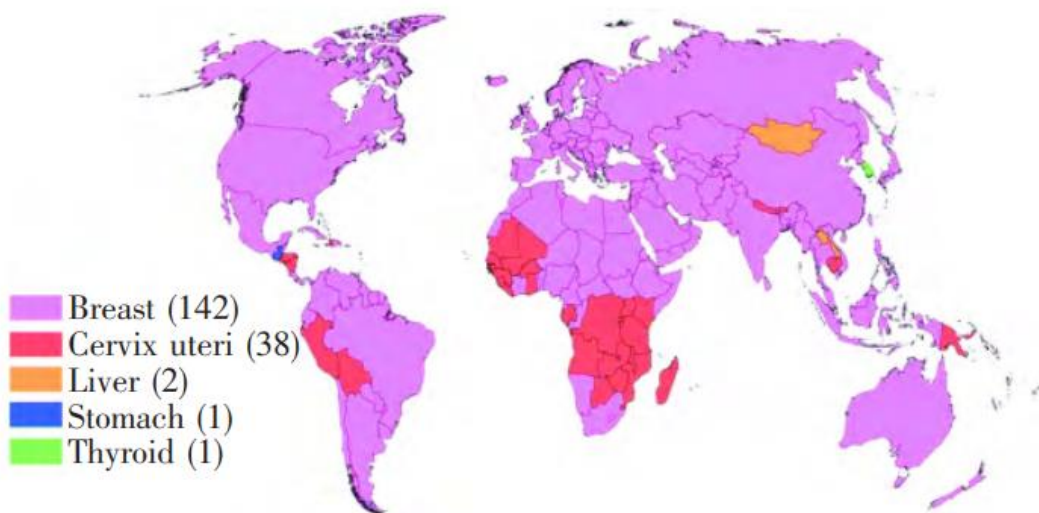 Breast (142)
Cervix uteri (38)
Liver (2)
Stomach (1)
Thyroid (1)